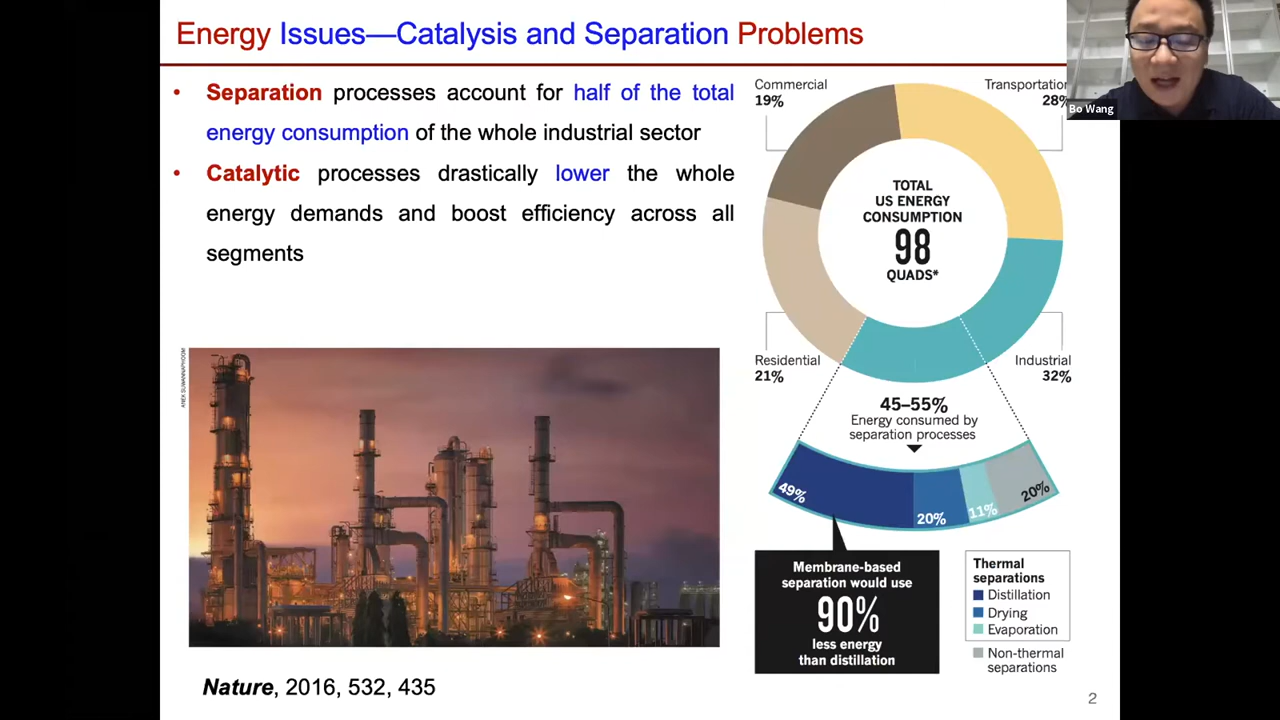 Energy Issues—Catalysis and Separation Problems
• Separation processes account for half of the total
energy consumption of the whole industrial sector
• Catalytic processes drastically lower the whole
energy demands and boost efficiency across all
segments
ANEK SUWANNAPHOOM
Nature, 2016, 532, 435
Commercial
19%
Transportation
28%
Bo Wang
TOTAL
US ENERGY
CONSUMPTION
98
QUADS*
Residential
21%
Industrial
32%
45–55%
Energy consumed by
separation processes
49%
20%
11%
20%
Membrane-based
separation would use
90%
less energy
than distillation
Thermal
separations
Distillation
Drying
Evaporation
Non-thermal
separations
2